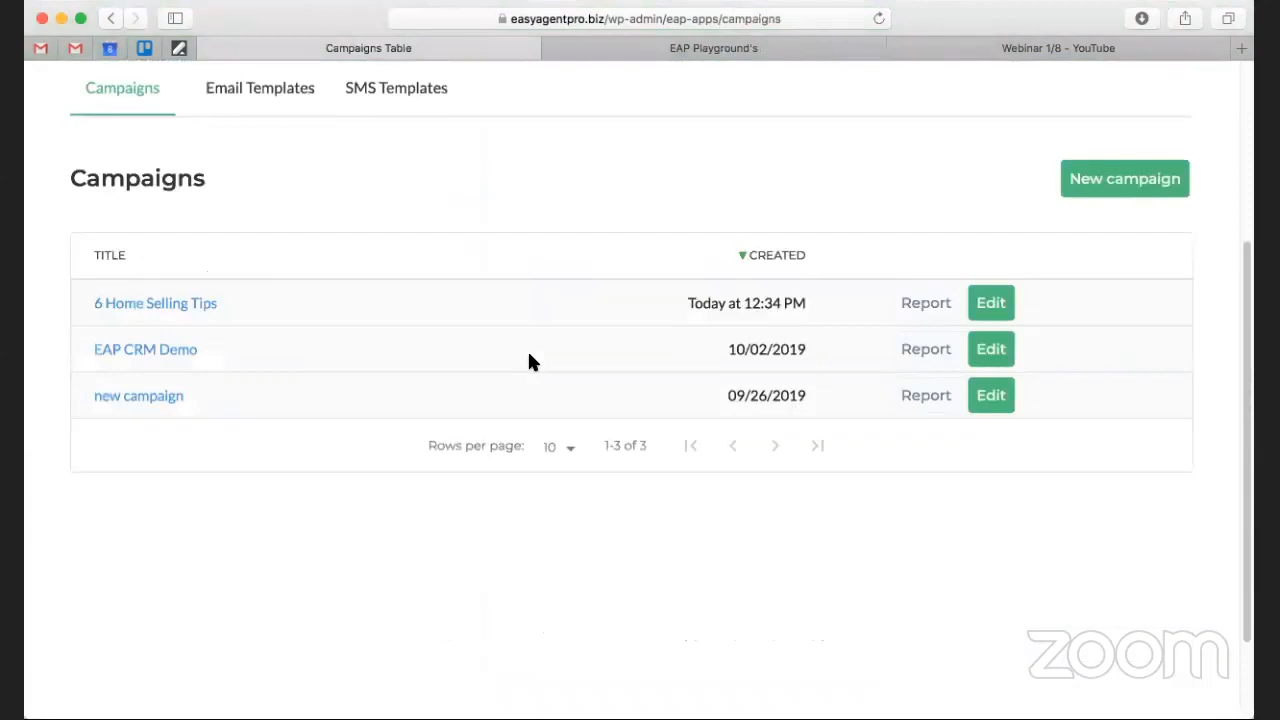 easyagentpro.biz/wp-admin/eap-apps/campaigns
6
Campaigns Table
EAP Playground's
Webinar 1/8 - YouTube
Campaigns
Email Templates
SMS Templates
Campaigns
New campaign
TITLE
▼CREATED
6 Home Selling Tips
Today at 12:34 PM
Report
Edit
EAP CRM Demo
10/02/2019
Report
Edit
new campaign
09/26/2019
Report
Edit
Rows per page:
10
1-3 of 3
zoom